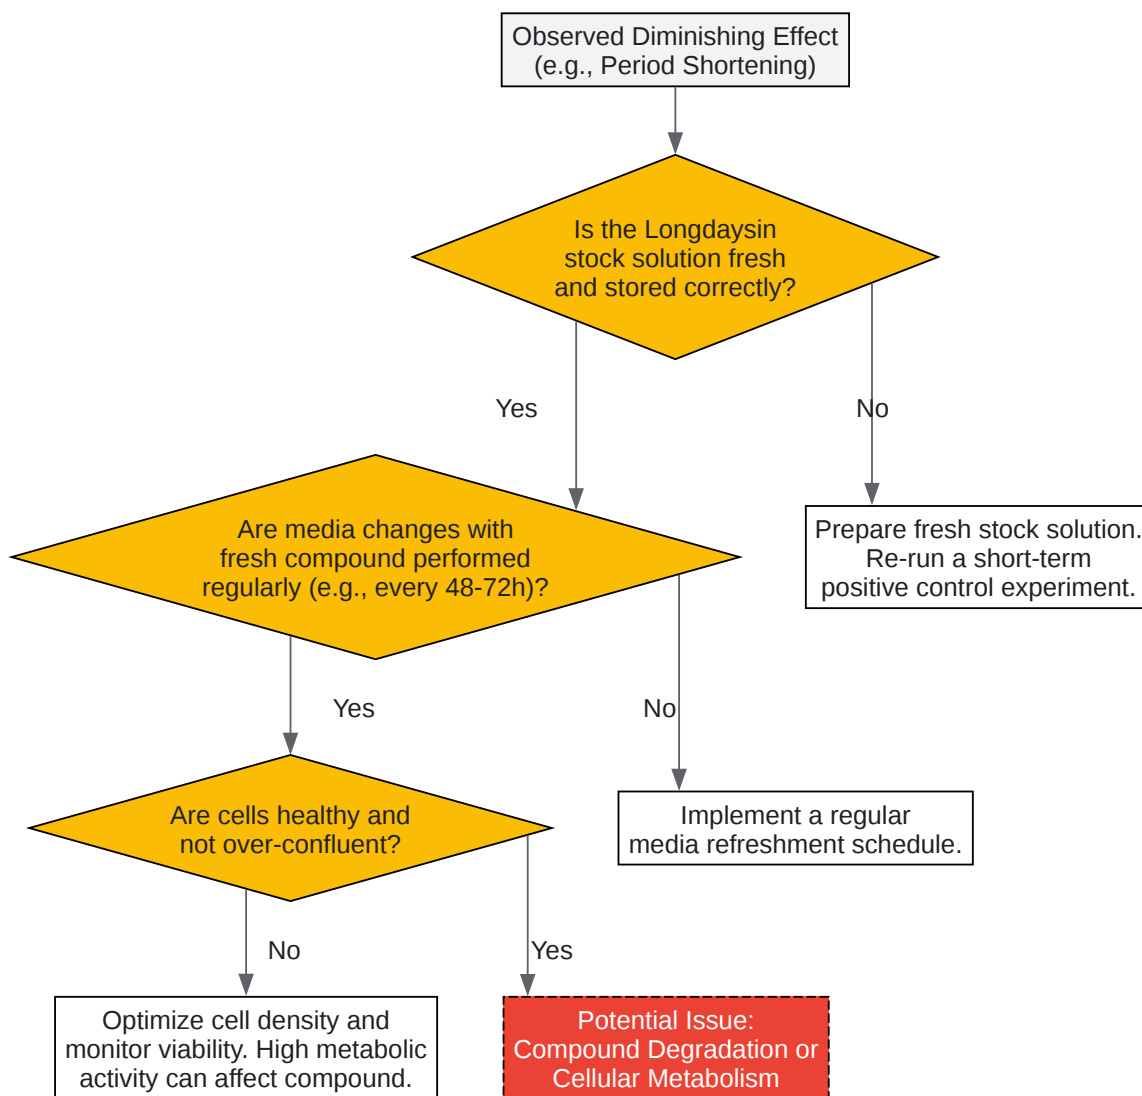 Observed Diminishing Effect
(e.g., Period Shortening)
Is the Longdaysin
stock solution fresh
and stored correctly?
Yes
No
Are media changes with
fresh compound performed
regularly (e.g., every 48-72h)?
Prepare fresh stock solution.
Re-run a short-term
positive control experiment.
Yes
No
Are cells healthy and
not over-confluent?
Implement a regular
media refreshment schedule.
No
Yes
Optimize cell density and
monitor viability. High metabolic
activity can affect compound.
Potential Issue:
Compound Degradation or
Cellular Metabolism